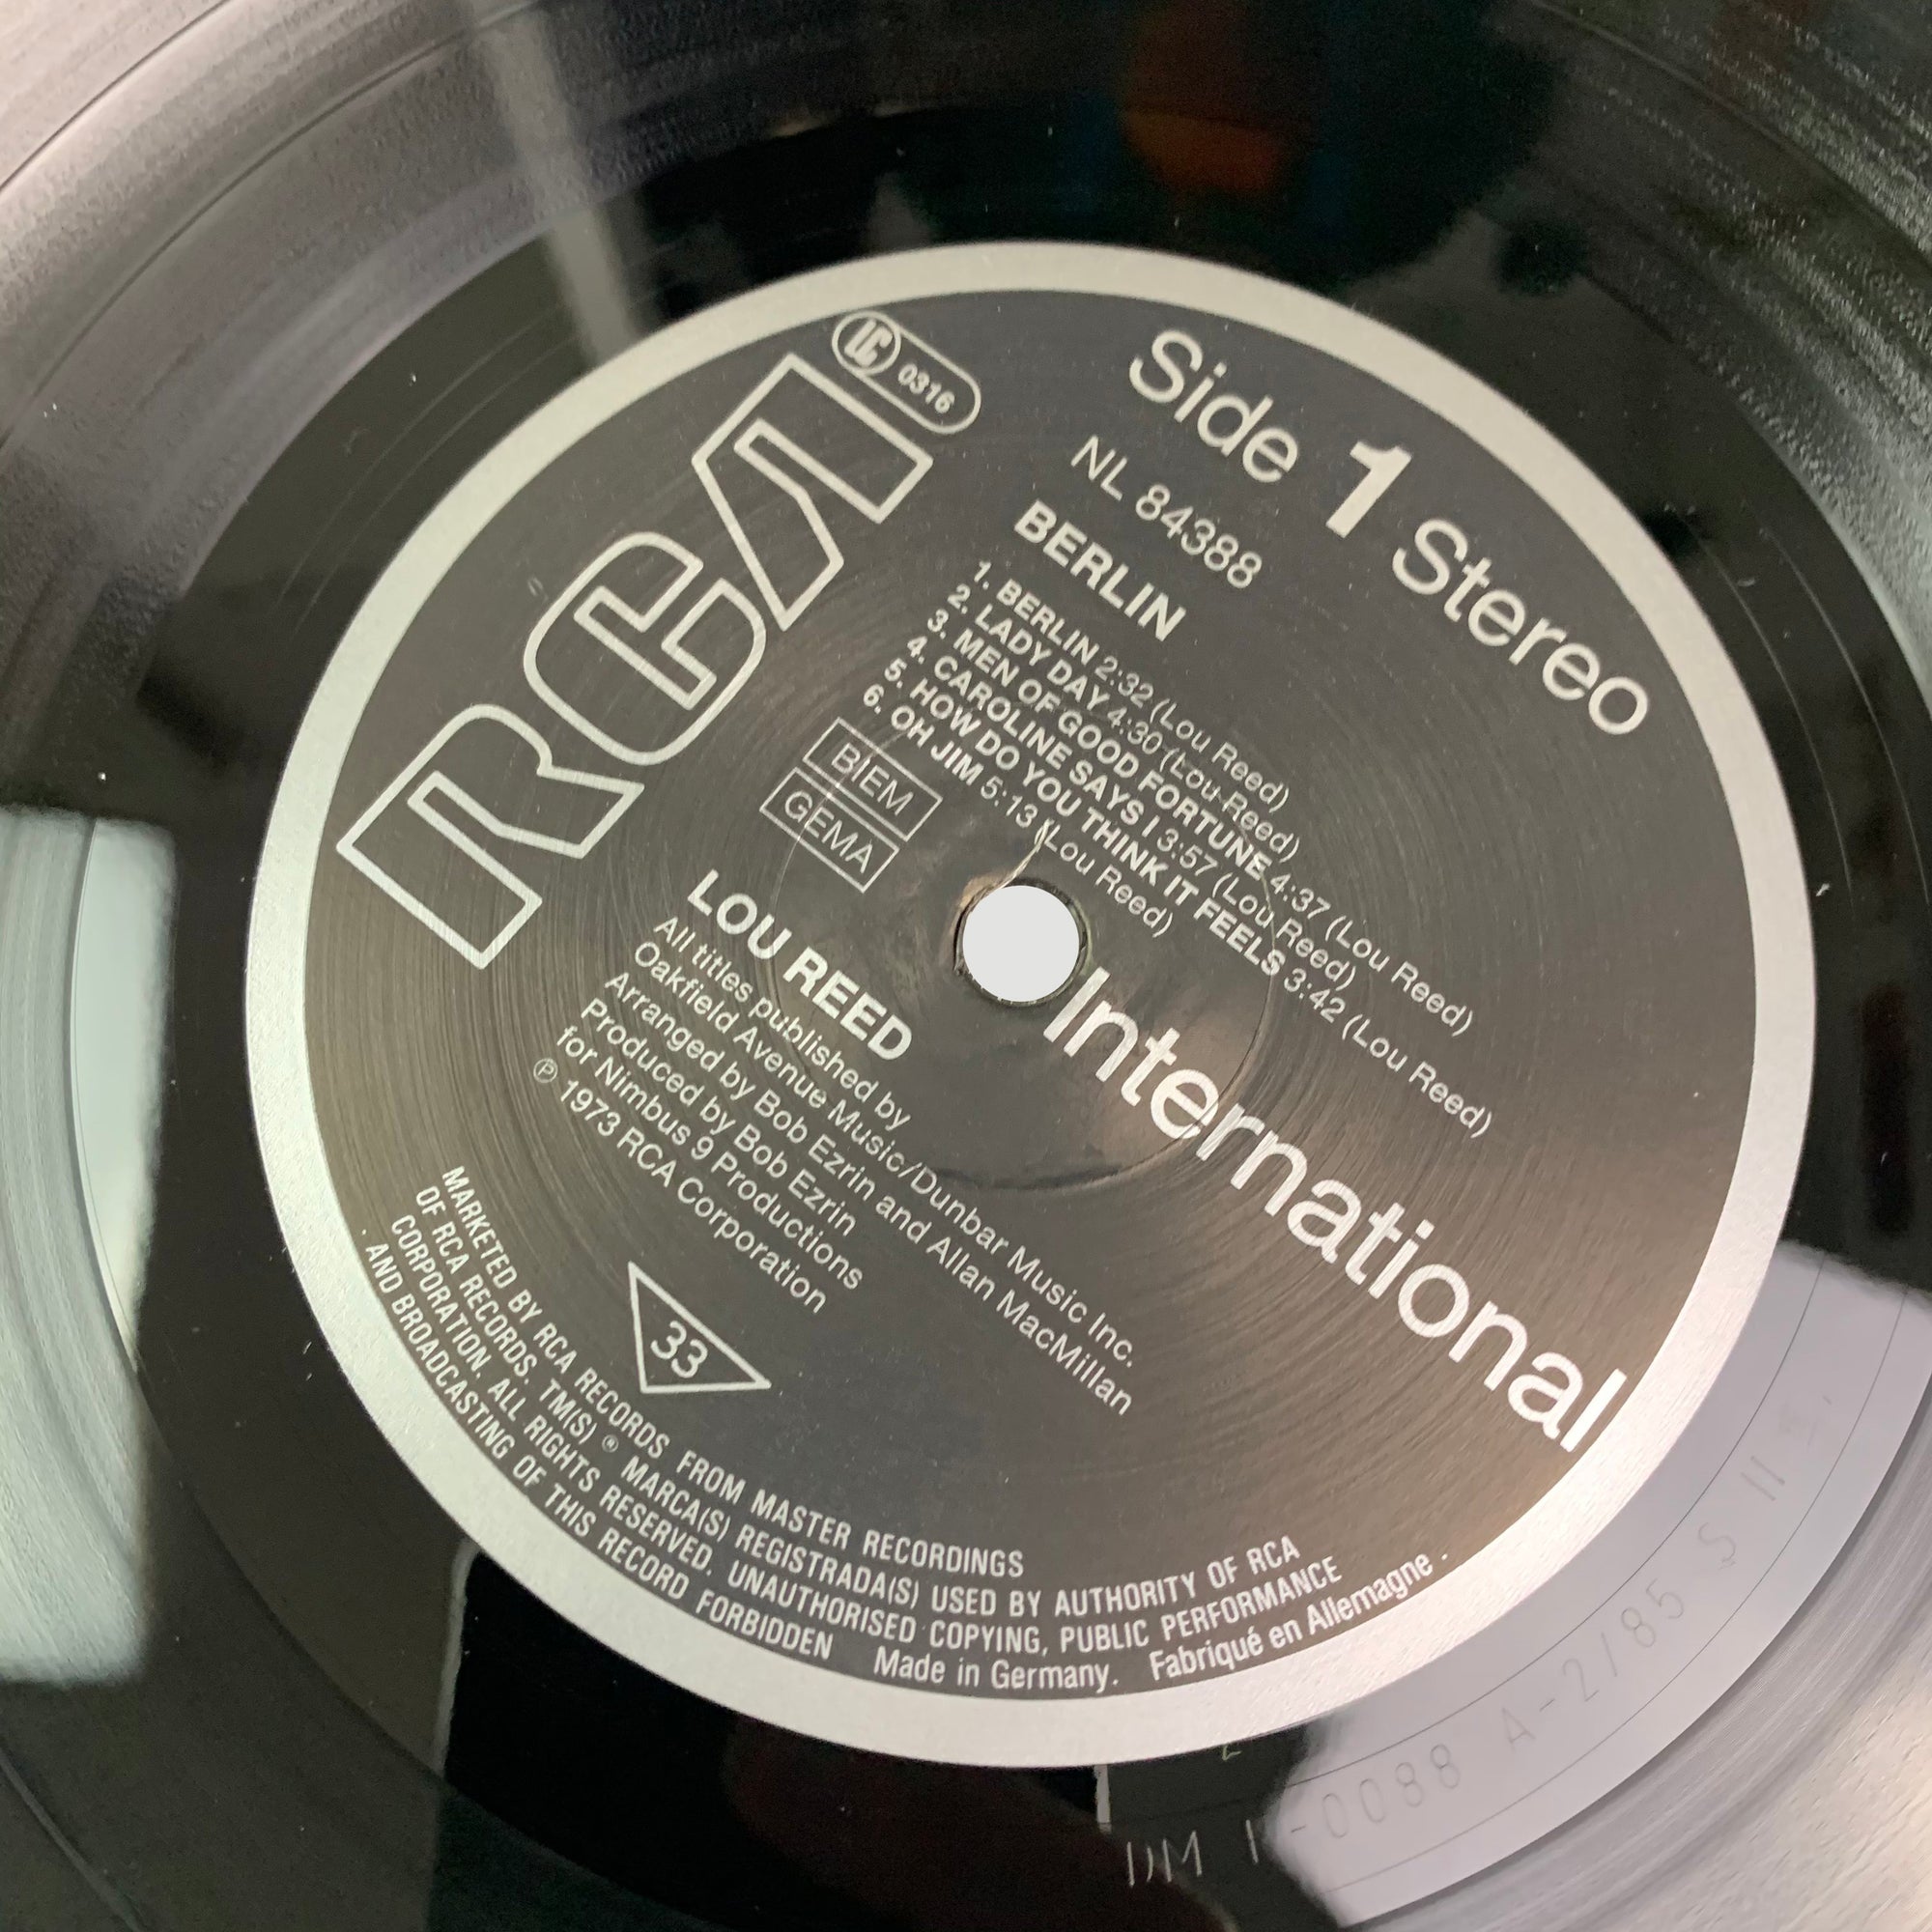 RCA
LC 0316
Side 1 Stereo
NL 84388
BERLIN
1. BERLIN 2:32 (Lou Reed)
2. LADY DAY 4:30 (Lou Reed)
3. MEN OF GOOD FORTUNE 4:37 (Lou Reed)
4. CAROLINE SAYS I 3:57 (Lou Reed)
5. HOW DO YOU THINK IT FEELS 3:42 (Lou Reed)
6. OH JIM 5:13 (Lou Reed)
BIEM
GEMA
International
LOU REED
All titles published by
Oakfield Avenue Music/Dunbar Music Inc.
Arranged by Bob Ezrin and Allan MacMillan
Produced by Bob Ezrin
for Nimbus 9 Productions
℗ 1973 RCA Corporation
33
MARKETED BY RCA RECORDS FROM MASTER RECORDINGS
OF RCA RECORDS. TM(S) ® MARCA(S) REGISTRADA(S) USED BY AUTHORITY OF RCA
CORPORATION. ALL RIGHTS RESERVED. UNAUTHORISED COPYING, PUBLIC PERFORMANCE
. AND BROADCASTING OF THIS RECORD FORBIDDEN Made in Germany. Fabriqué en Allemagne .
-0088 A-2/85 S II